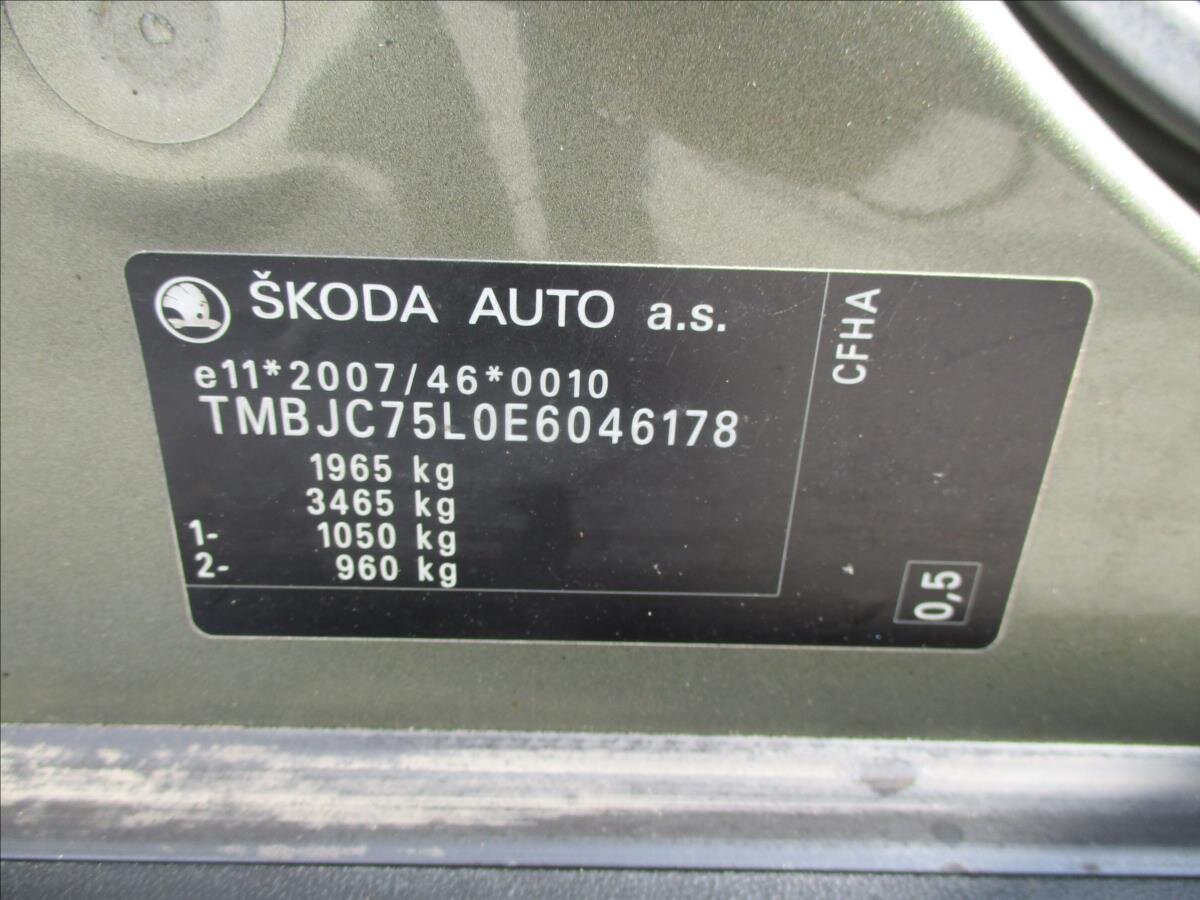 ŠKODA AUTO a.s.
e11*2007/46*0010
TMBJC75L0E6046178
1965 kg
3465 kg
1- 1050 kg
2- 960 kg
CFHA
0,5